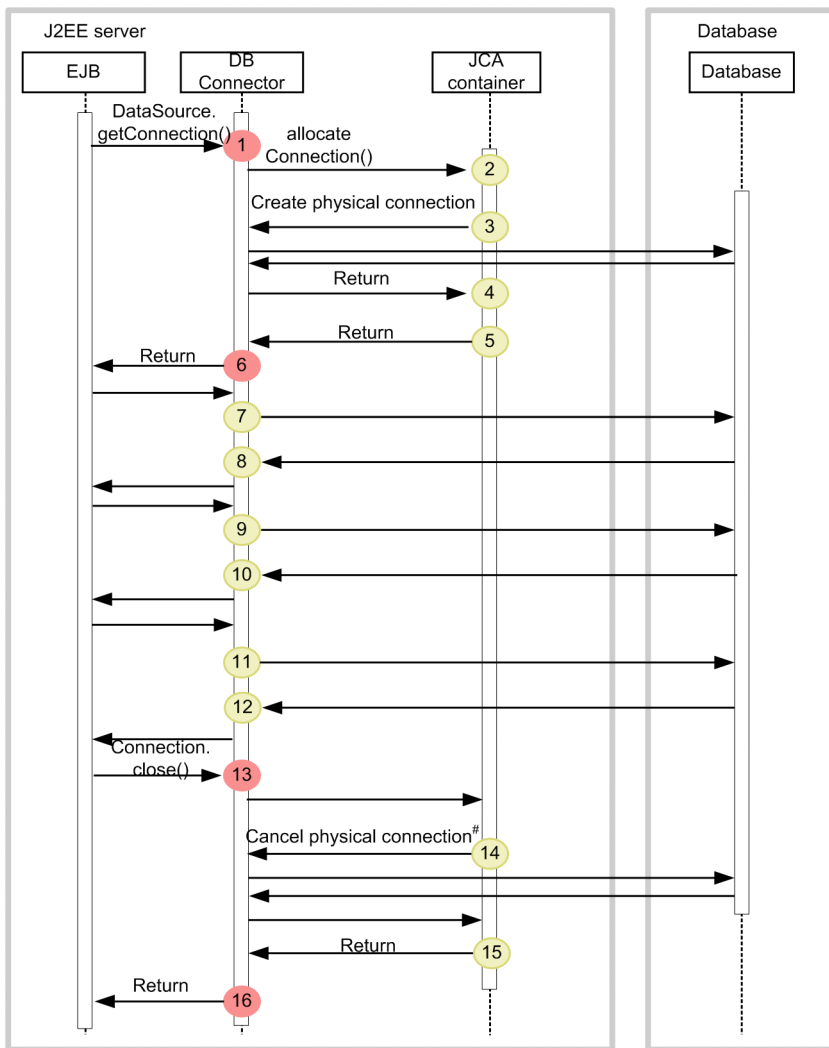 J2EE server
Database
EJB
DB
Connector
JCA
container
Database
DataSource.
getConnection()
1
allocate
Connection()
2
Create physical connection
3
Return
4
Return
5
Return
6
7
8
9
10
11
12
Connection.
close()
13
Cancel physical connection#
14
Return
15
Return
16